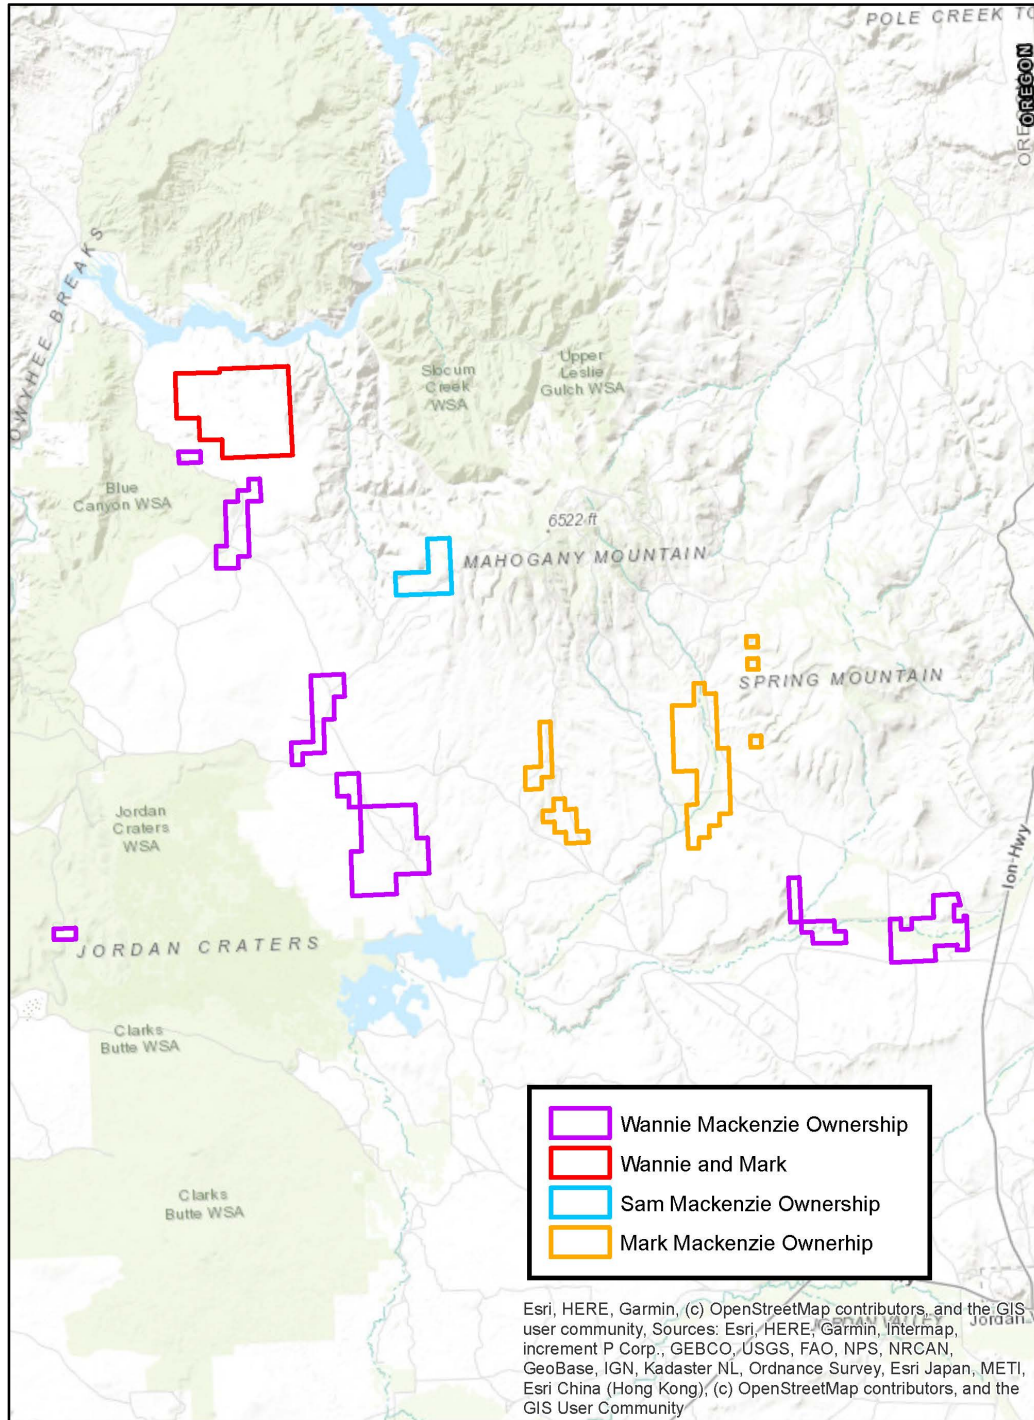 POLE CREEK TO
OREGON
ORE
OWYHEE BREAKS
Slocum
Creek
WSA
Upper
Leslie
Gulch WSA
Blue
Canyon WSA
6522 ft
MAHOGANY MOUNTAIN
SPRING MOUNTAIN
Jordan
Craters
WSA
Ion-Hwy
JORDAN CRATERS
Clarks
Butte WSA
Clarks
Butte WSA
Wannie Mackenzie Ownership
Wannie and Mark
Sam Mackenzie Ownership
Mark Mackenzie Ownerhip
JORDAN VALLEY
Jordan
Esri, HERE, Garmin, (c) OpenStreetMap contributors, and the GIS
user community, Sources: Esri, HERE, Garmin, Intermap,
increment P Corp., GEBCO, USGS, FAO, NPS, NRCAN,
GeoBase, IGN, Kadaster NL, Ordnance Survey, Esri Japan, METI,
Esri China (Hong Kong), (c) OpenStreetMap contributors, and the
GIS User Community